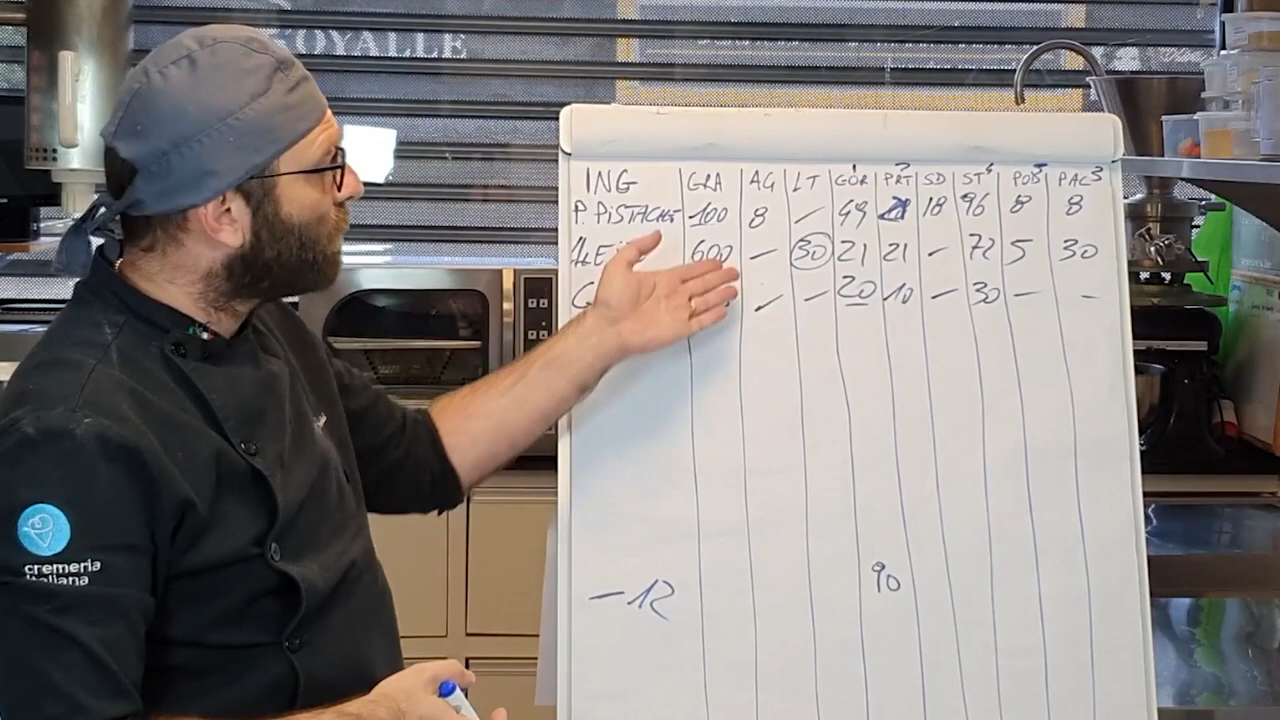 OYALLE
ING GRA AG LT GOR PRT SD ST POD PAC
P. PISTACHE 100 8 – 49 18 96 8 8
600 – 30 21 21 – 72 5 30
– – 20 10 – 30 – –
90
-12
cremeria
italiana